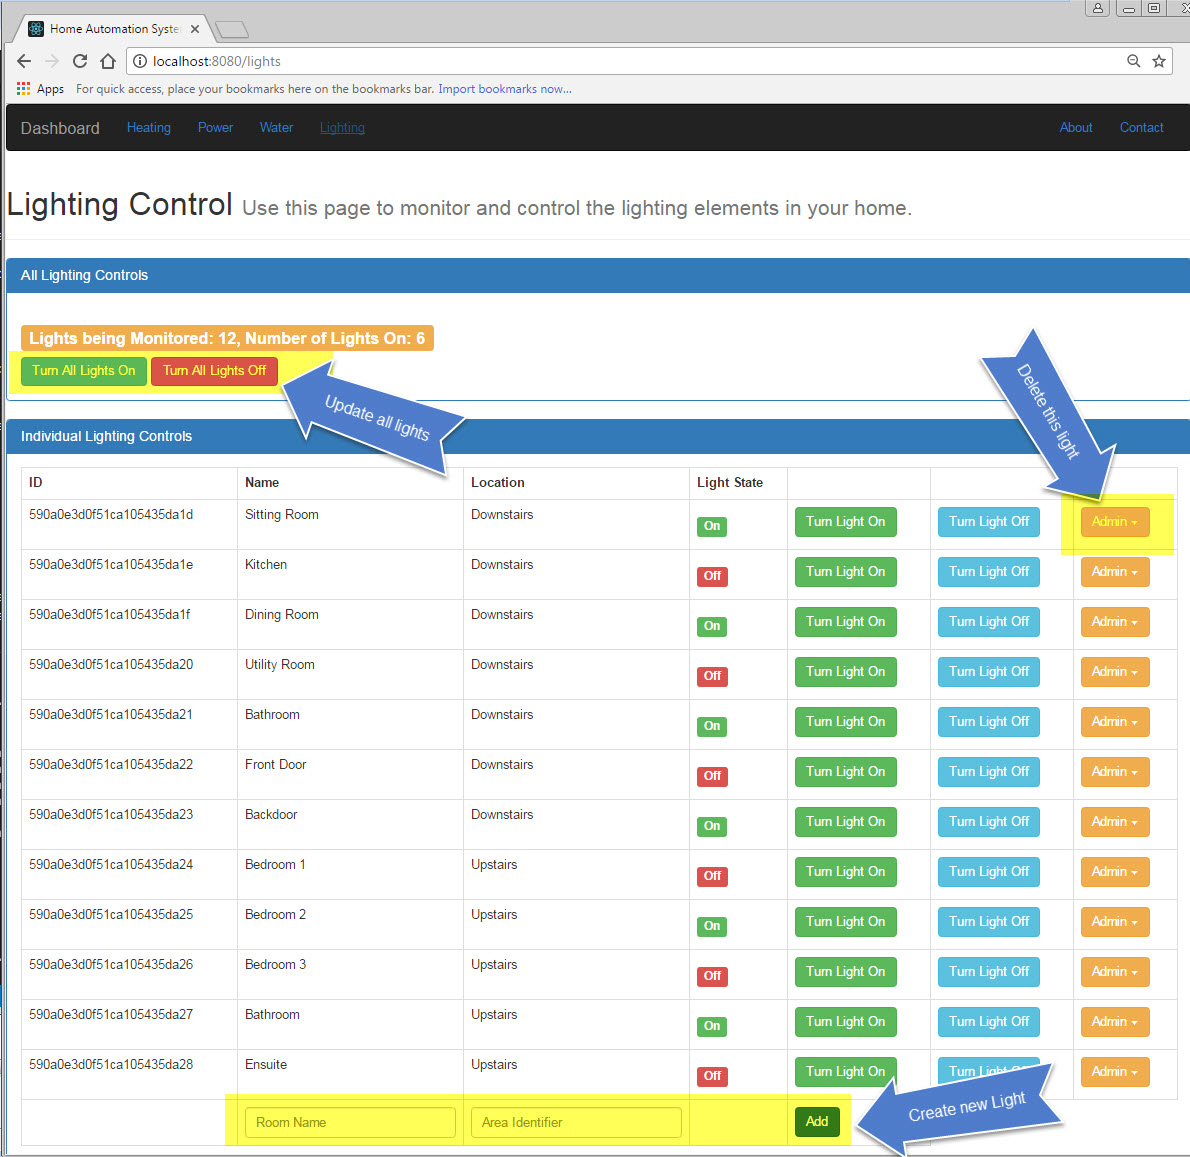 Home Automation Syste
localhost:8080/lights
Apps For quick access, place your bookmarks here on the bookmarks bar. Import bookmarks now...
Dashboard Heating Power Water Lighting About Contact
Lighting Control Use this page to monitor and control the lighting elements in your home.
All Lighting Controls
Lights being Monitored: 12, Number of Lights On: 6
Turn All Lights On Turn All Lights Off
Update all lights
Delete this light
Individual Lighting Controls
ID Name Location Light State
590a0e3d0f51ca105435da1d Sitting Room Downstairs On Turn Light On Turn Light Off Admin
590a0e3d0f51ca105435da1e Kitchen Downstairs Off Turn Light On Turn Light Off Admin
590a0e3d0f51ca105435da1f Dining Room Downstairs On Turn Light On Turn Light Off Admin
590a0e3d0f51ca105435da20 Utility Room Downstairs Off Turn Light On Turn Light Off Admin
590a0e3d0f51ca105435da21 Bathroom Downstairs On Turn Light On Turn Light Off Admin
590a0e3d0f51ca105435da22 Front Door Downstairs Off Turn Light On Turn Light Off Admin
590a0e3d0f51ca105435da23 Backdoor Downstairs On Turn Light On Turn Light Off Admin
590a0e3d0f51ca105435da24 Bedroom 1 Upstairs Off Turn Light On Turn Light Off Admin
590a0e3d0f51ca105435da25 Bedroom 2 Upstairs On Turn Light On Turn Light Off Admin
590a0e3d0f51ca105435da26 Bedroom 3 Upstairs Off Turn Light On Turn Light Off Admin
590a0e3d0f51ca105435da27 Bathroom Upstairs On Turn Light On Turn Light Off Admin
590a0e3d0f51ca105435da28 Ensuite Upstairs Off Turn Light On Turn Light Off Admin
Room Name Area Identifier Add
Create new Light